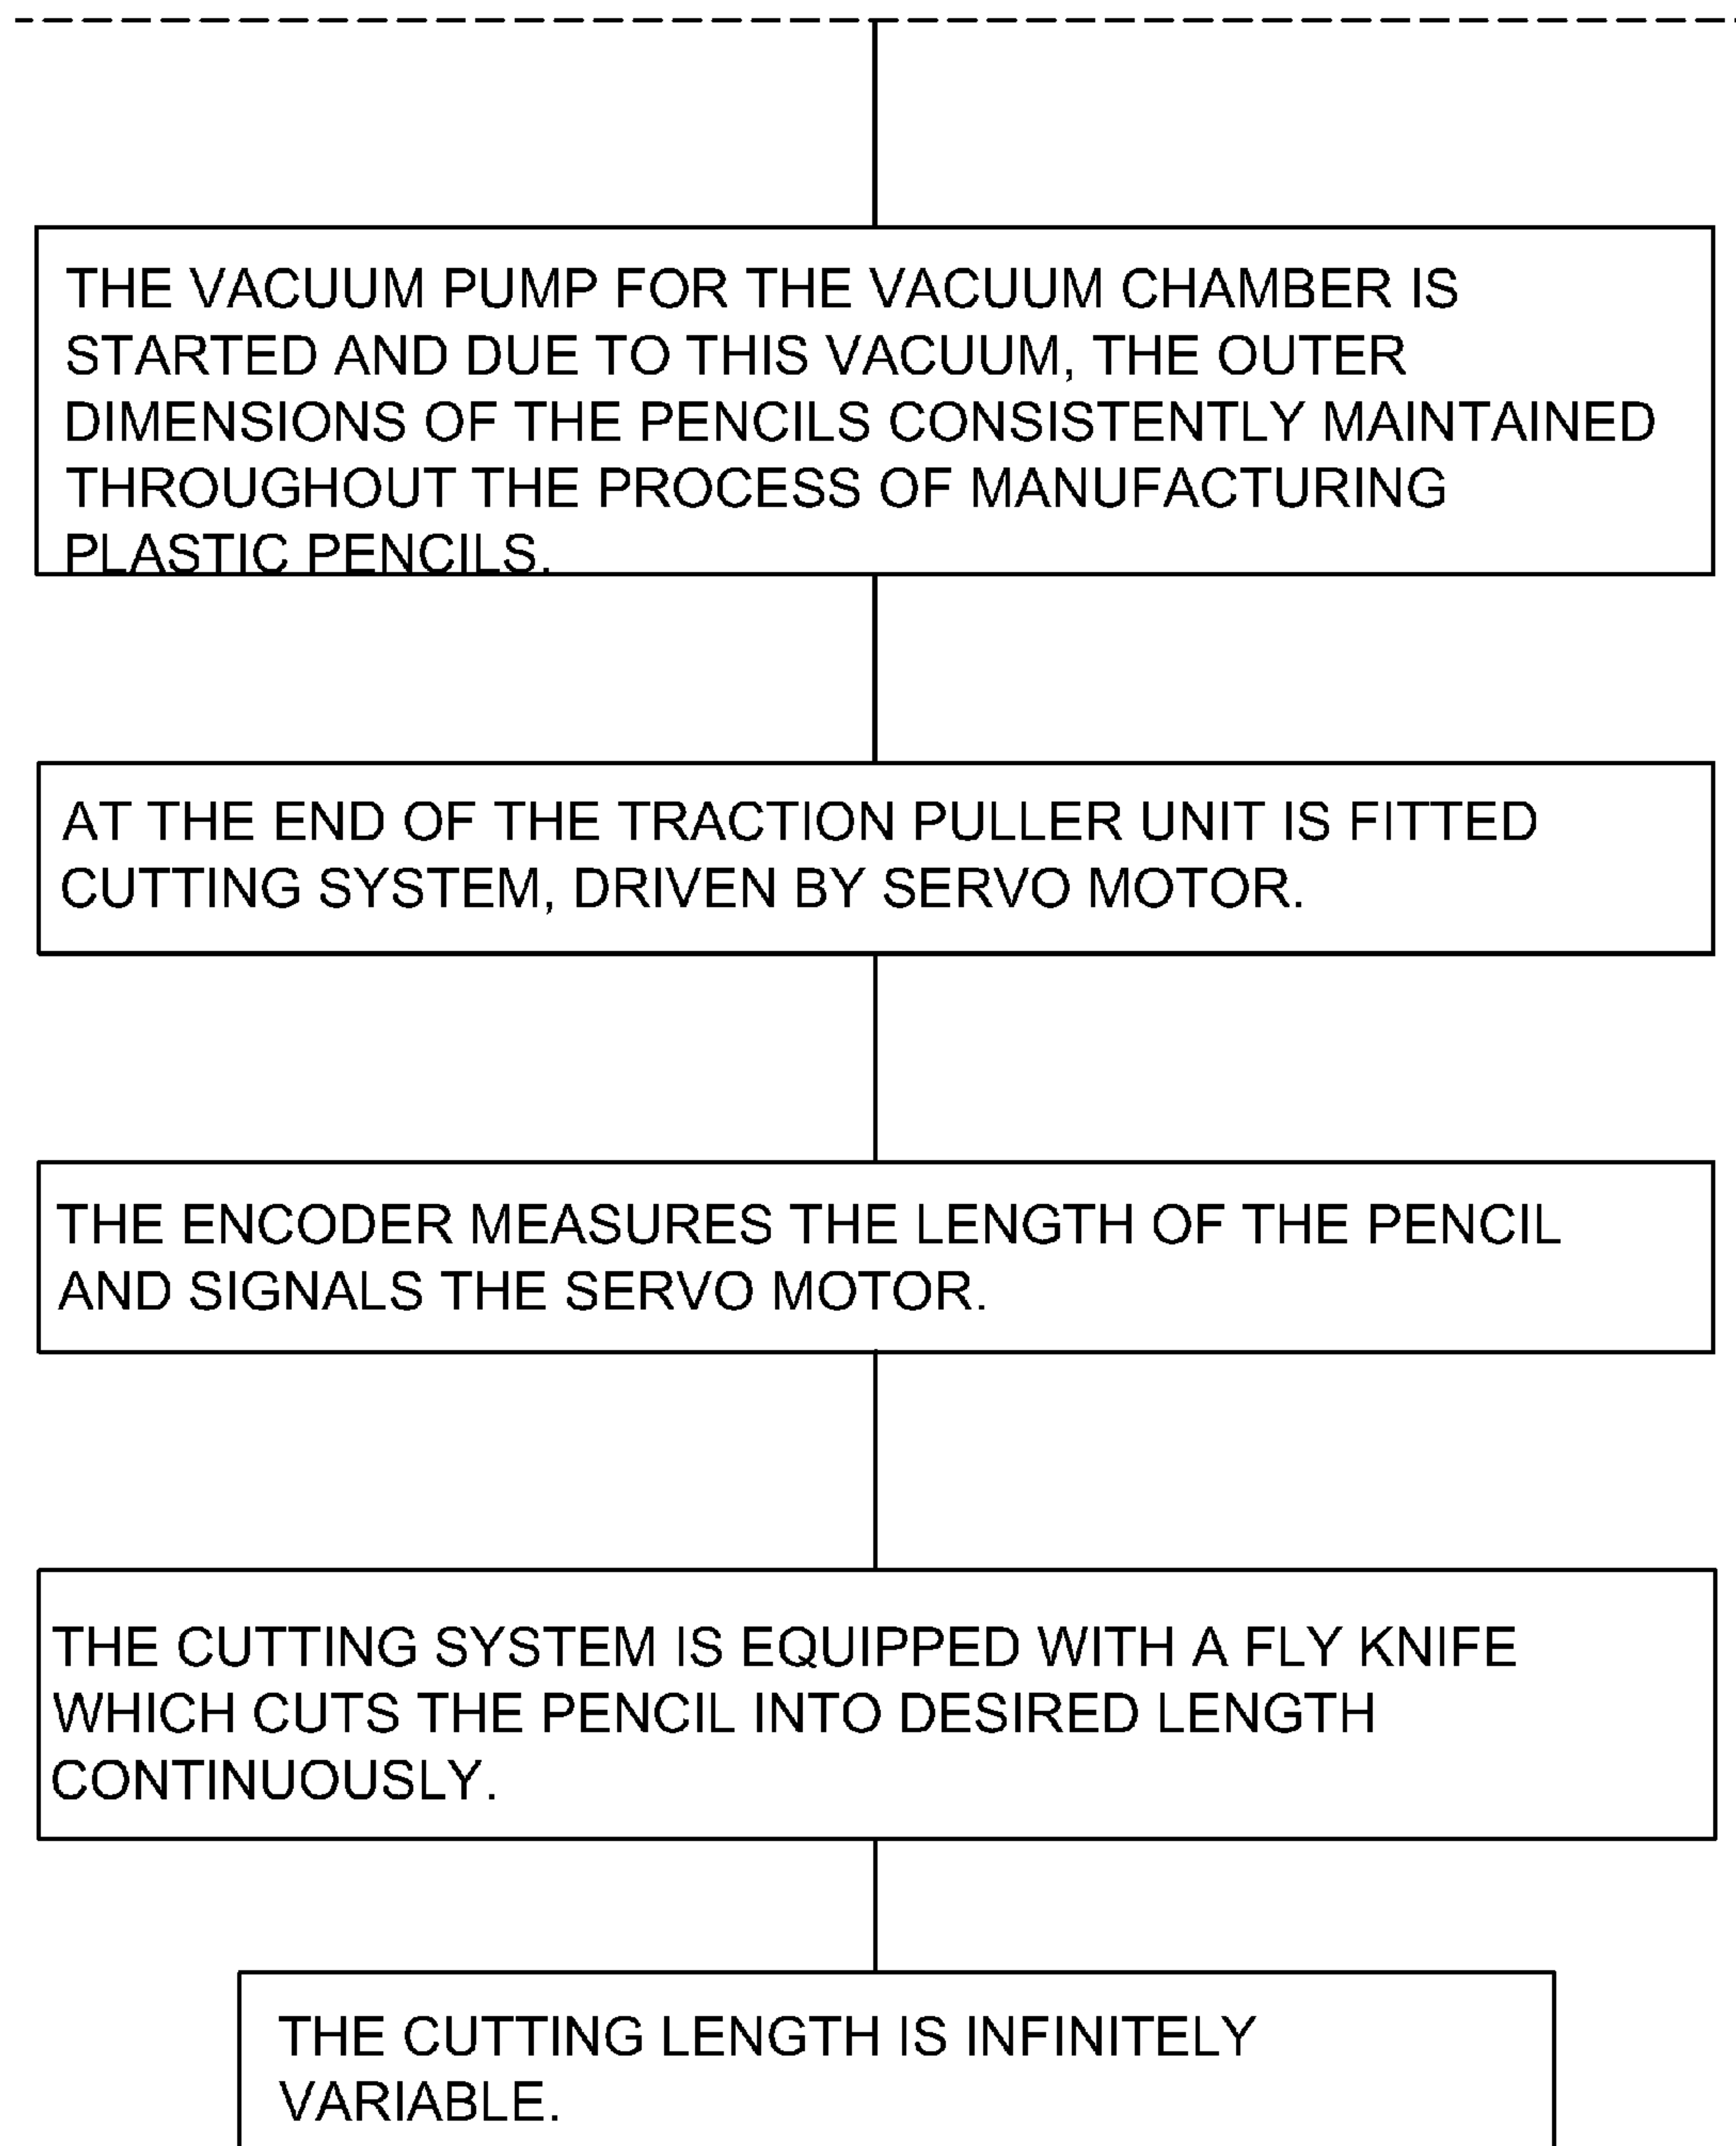 THE VACUUM PUMP FOR THE VACUUM CHAMBER IS
STARTED AND DUE TO THIS VACUUM, THE OUTER
DIMENSIONS OF THE PENCILS CONSISTENTLY MAINTAINED
THROUGHOUT THE PROCESS OF MANUFACTURING
PLASTIC PENCILS.
AT THE END OF THE TRACTION PULLER UNIT IS FITTED
CUTTING SYSTEM, DRIVEN BY SERVO MOTOR.
THE ENCODER MEASURES THE LENGTH OF THE PENCIL
AND SIGNALS THE SERVO MOTOR.
THE CUTTING SYSTEM IS EQUIPPED WITH A FLY KNIFE
WHICH CUTS THE PENCIL INTO DESIRED LENGTH
CONTINUOUSLY.
THE CUTTING LENGTH IS INFINITELY
VARIABLE.